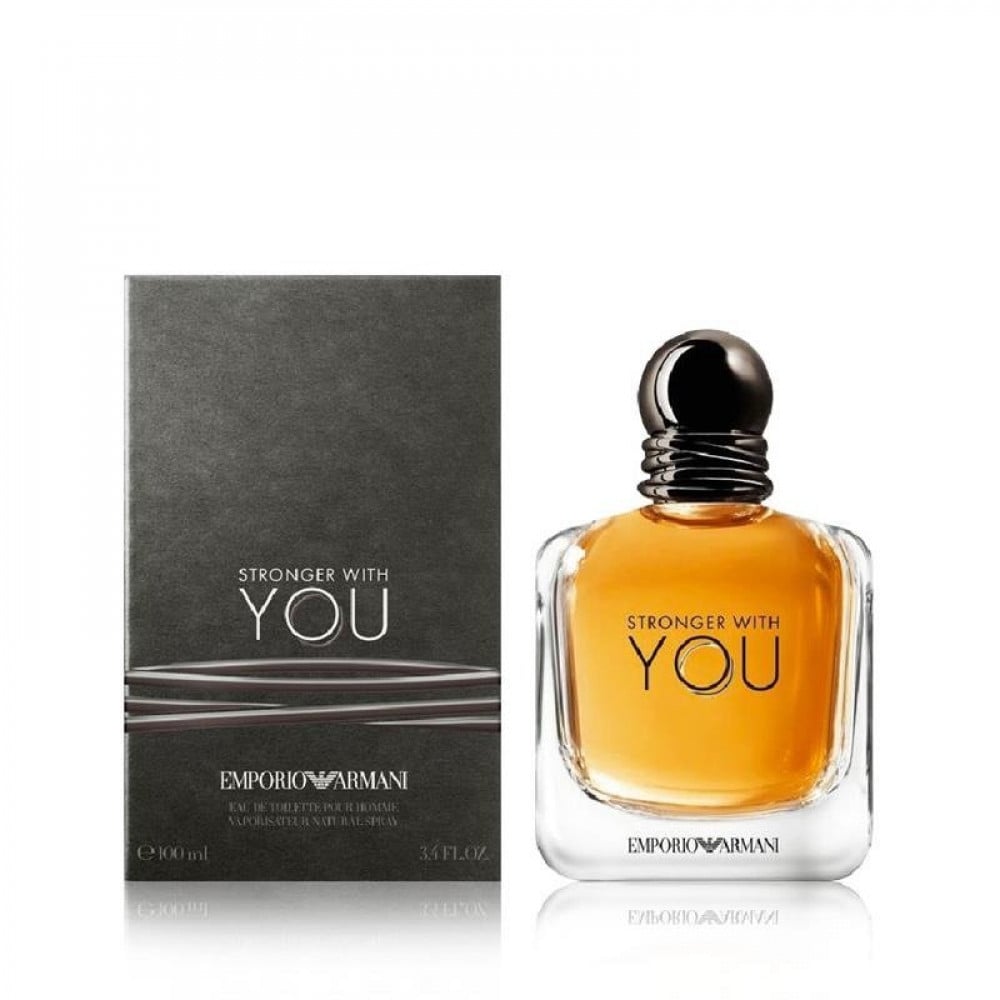 STRONGER WITH
YOU
EMPORIO ARMANI
EAU DE TOILETTE POUR HOMME
VAPORISATEUR NATURAL SPRAY
℮100 ml
3.4 FL.OZ.
STRONGER WITH
YOU
EMPORIO ARMANI